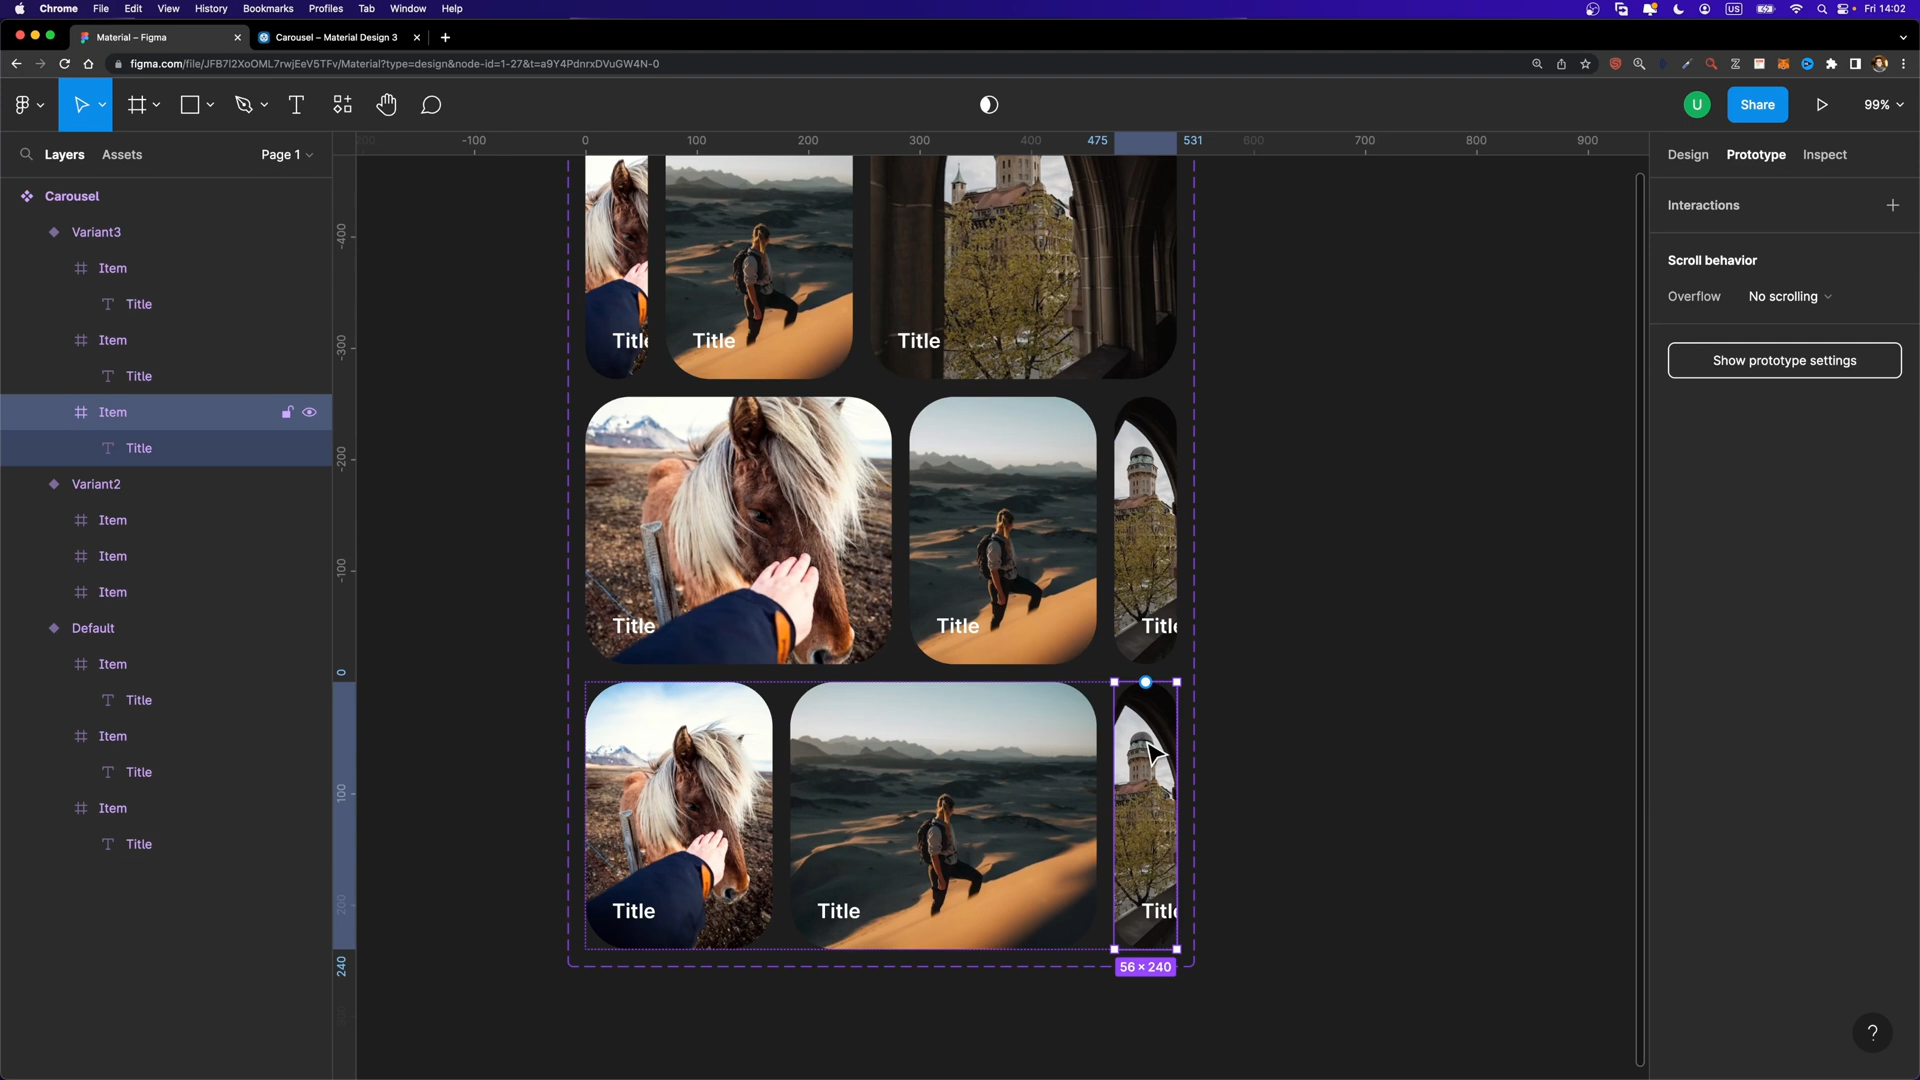 Chrome File Edit View History Bookmarks Profiles Tab Window Help US Fri 14:02
Material – Figma Carousel – Material Design 3
figma.com/file/JFB7I2XoOML7rwjEeV5TFv/Material?type=design&node-id=1-27&t=a9Y4PdnrxDVuGW4N-0
U Share 99%
Layers Assets Page 1
-100 0 100 200 300 400 475 531 600 700 800 900
Design Prototype Inspect
Carousel
Variant3
Item
Title
Item
Title
Item
Title
Variant2
Item
Item
Item
Default
Item
Title
Item
Title
Item
Title
-400
-300
-200
-100
0
100
200
240
Title Title Title
Title Title Title
Title Title Title
56 × 240
Interactions
Scroll behavior
Overflow No scrolling
Show prototype settings
?